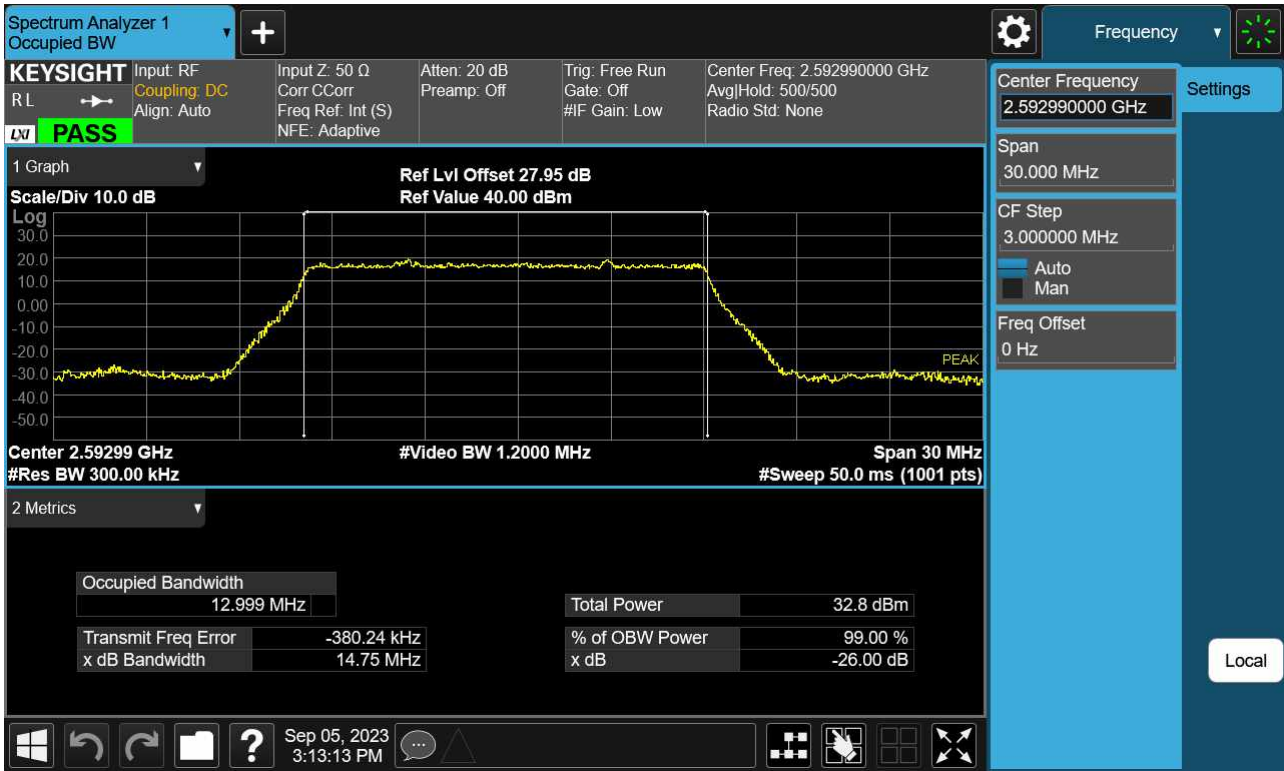 Spectrum Analyzer 1
Occupied BW
Frequency
KEYSIGHT
R L
LXI
PASS
Input: RF
Coupling: DC
Align: Auto
Input Z: 50 Ω
Corr CCorr
Freq Ref: Int (S)
NFE: Adaptive
Atten: 20 dB
Preamp: Off
Trig: Free Run
Gate: Off
#IF Gain: Low
Center Freq: 2.592990000 GHz
Avg|Hold: 500/500
Radio Std: None
Center Frequency
2.592990000 GHz
Settings
Span
30.000 MHz
CF Step
3.000000 MHz
Auto
Man
Freq Offset
0 Hz
Local
1 Graph
Scale/Div 10.0 dB
Ref Lvl Offset 27.95 dB
Ref Value 40.00 dBm
Log
30.0
20.0
10.0
0.00
-10.0
-20.0
-30.0
-40.0
-50.0
PEAK
Center 2.59299 GHz
#Video BW 1.2000 MHz
Span 30 MHz
#Res BW 300.00 kHz
#Sweep 50.0 ms (1001 pts)
2 Metrics
Occupied Bandwidth
12.999 MHz
Total Power 32.8 dBm
Transmit Freq Error -380.24 kHz
% of OBW Power 99.00 %
x dB Bandwidth 14.75 MHz
x dB -26.00 dB
?
Sep 05, 2023
3:13:13 PM